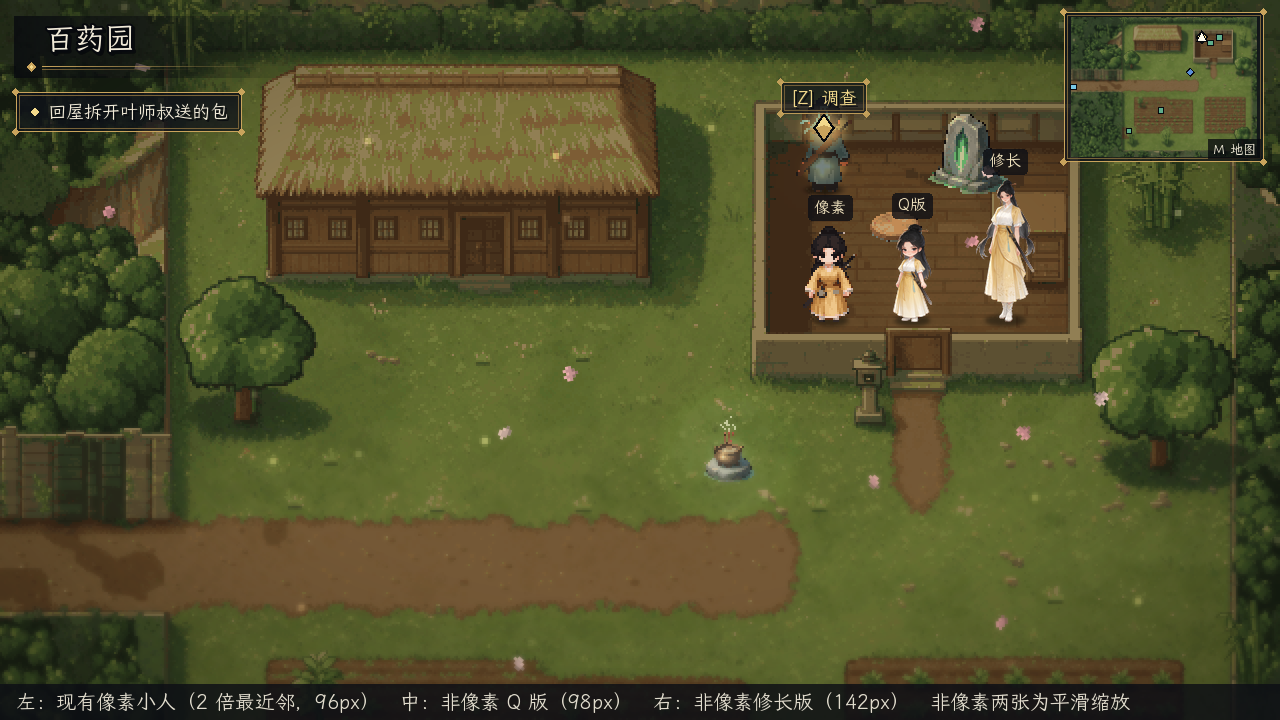 百药园
回屋拆开叶师叔送的包
[Z] 调查
修长
像素
Q版
M 地图
左：现有像素小人（2 倍最近邻，96px） 中：非像素 Q 版（98px） 右：非像素修长版（142px） 非像素两张为平滑缩放